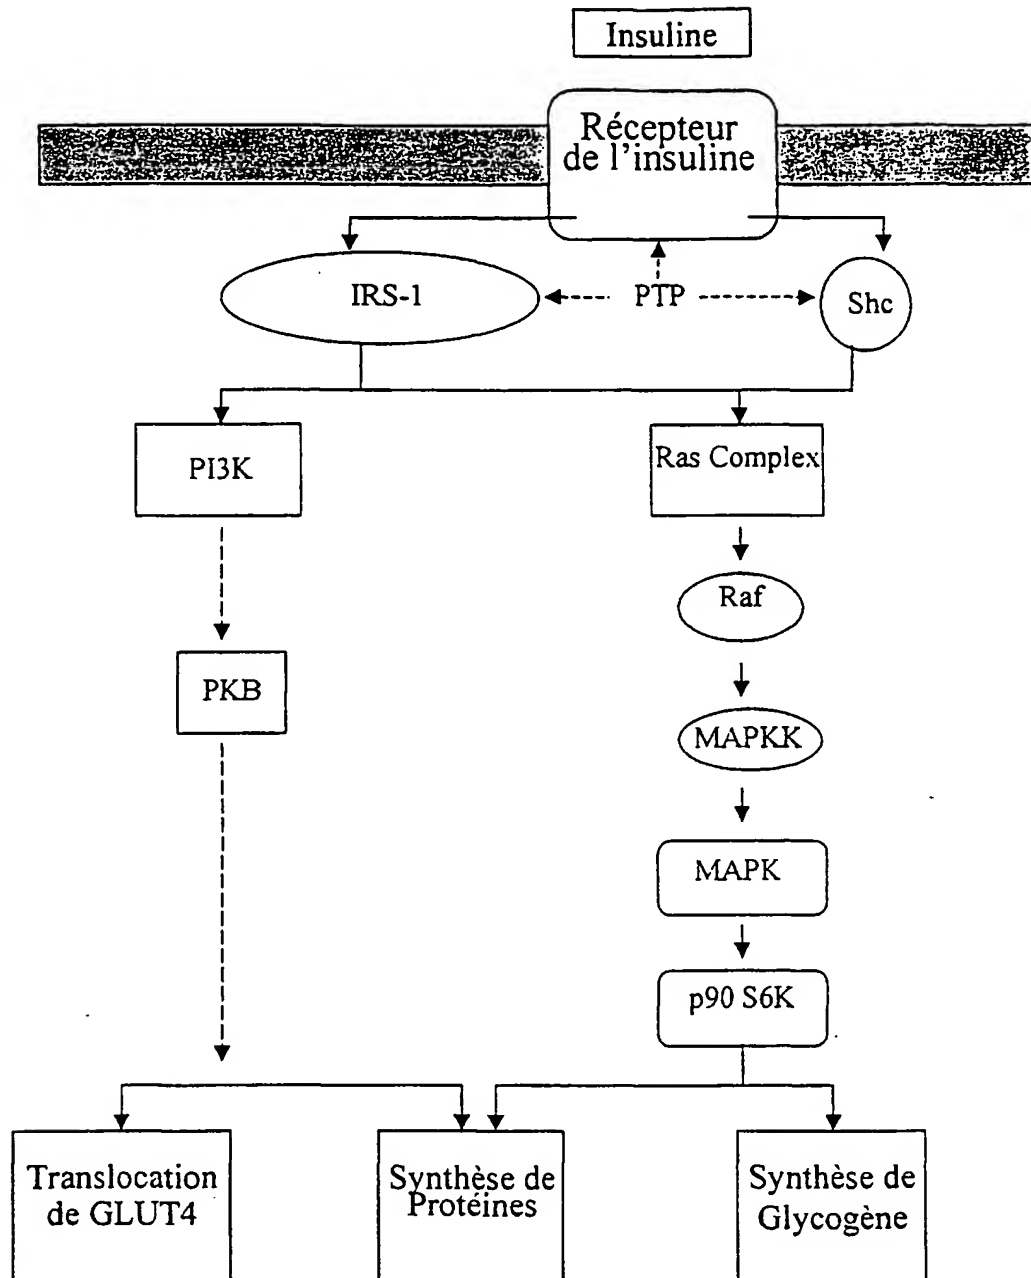 Insuline
Récepteur
de l'insuline
IRS-1
PTP
Shc
PI3K
Ras Complex
Raf
PKB
MAPKK
MAPK
p90 S6K
Translocation
de GLUT4
Synthèse de
Protéines
Synthèse de
Glycogène